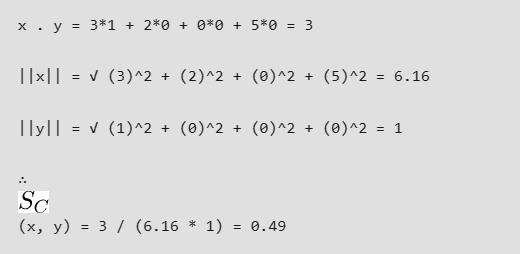 x . y = 3*1 + 2*0 + 0*0 + 5*0 = 3
||x|| = √ (3)^2 + (2)^2 + (0)^2 + (5)^2 = 6.16
||y|| = √ (1)^2 + (0)^2 + (0)^2 + (0)^2 = 1
∴
S_C
(x, y) = 3 / (6.16 * 1) = 0.49